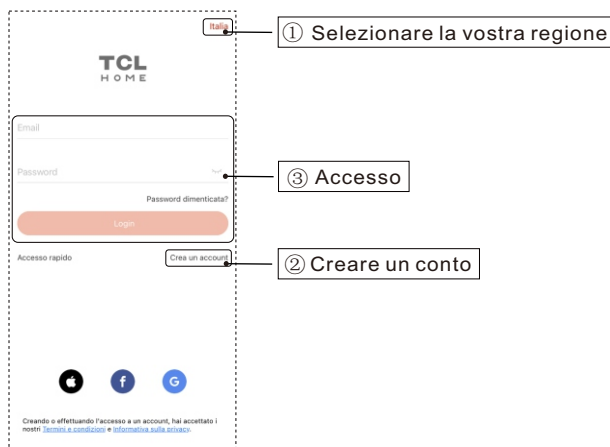 Italia
① Selezionare la vostra regione
TCL
HOME
Email
Password
③ Accesso
Password dimenticata?
Login
Accesso rapido
Crea un account
② Creare un conto
f
G
Creando o effettuando l'accesso a un account, hai accettato i
nostri Termini e condizioni e Informativa sulla privacy.